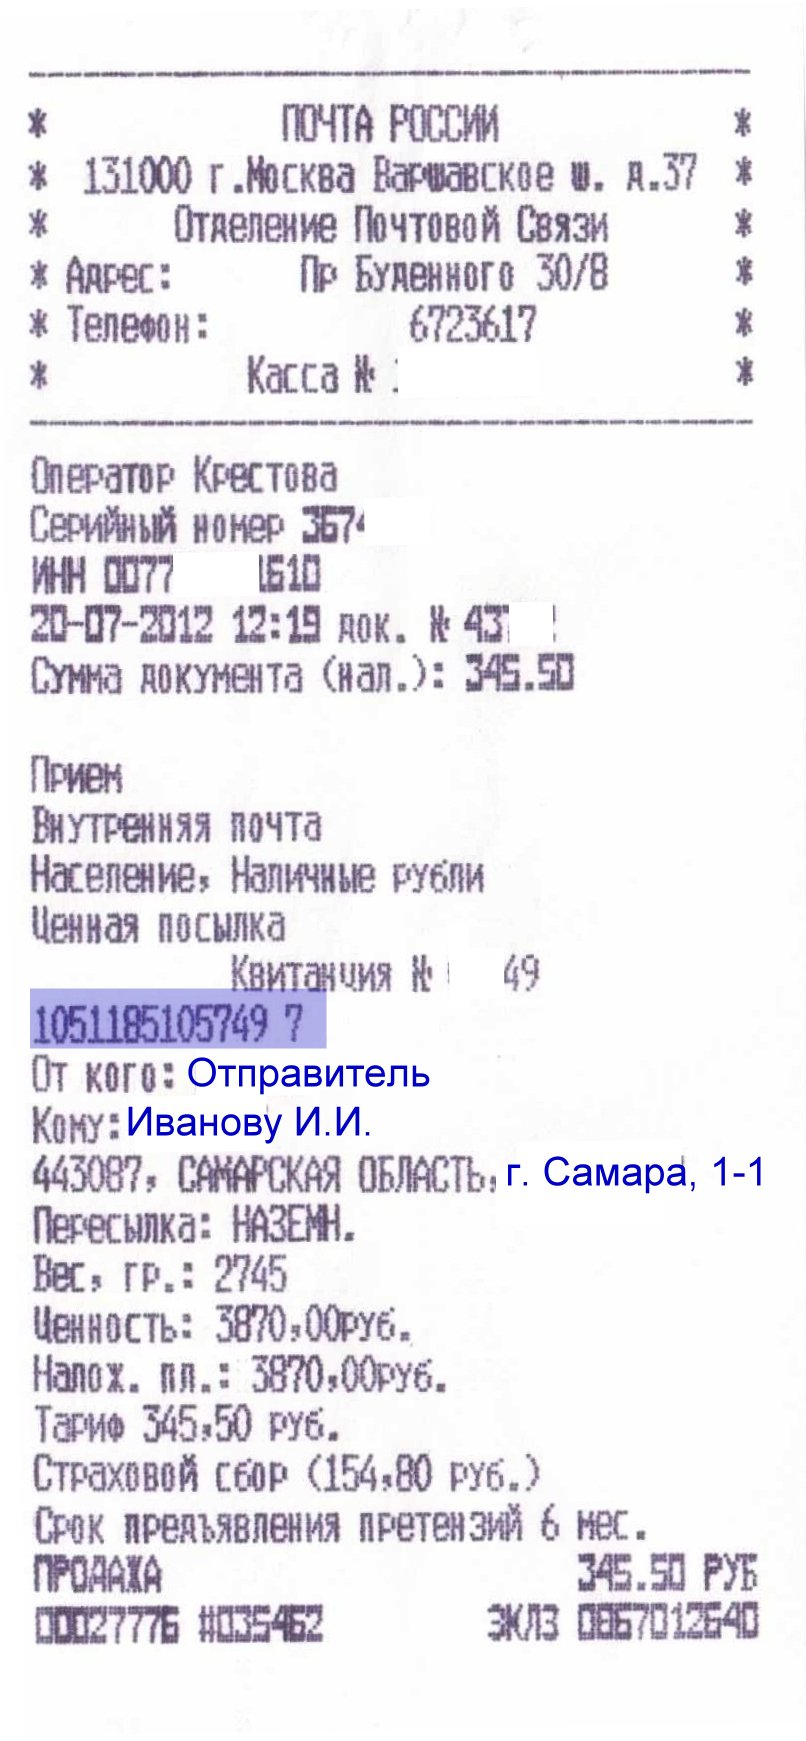 * ПОЧТА РОССИИ *
* 131000 г.Москва Варшавское ш. д.37 *
* Отделение Почтовой Связи *
* Адрес: Пр Буденного 30/8 *
* Телефон: 6723617 *
* Касса № *
Оператор Крестова
Серийный номер 3674
ИНН 0077 1610
20-07-2012 12:19 док. № 43
Сумма документа (нал.): 345.50
Прием
Внутренняя почта
Население, Наличные рубли
Ценная посылка
Квитанция № 49
1051185105749 7
От кого: Отправитель
Кому: Иванову И.И.
443087, САМАРСКАЯ ОБЛАСТЬ, г. Самара, 1-1
Пересылка: НАЗЕМН.
Вес, гр.: 2745
Ценность: 3870,00руб.
Налож. пл.: 3870,00руб.
Тариф 345,50 руб.
Страховой сбор (154,80 руб.)
Срок предъявления претензий 6 мес.
ПРОДАЖА 345.50 РУБ
00027776 #035462 ЭКЛЗ 0867012640